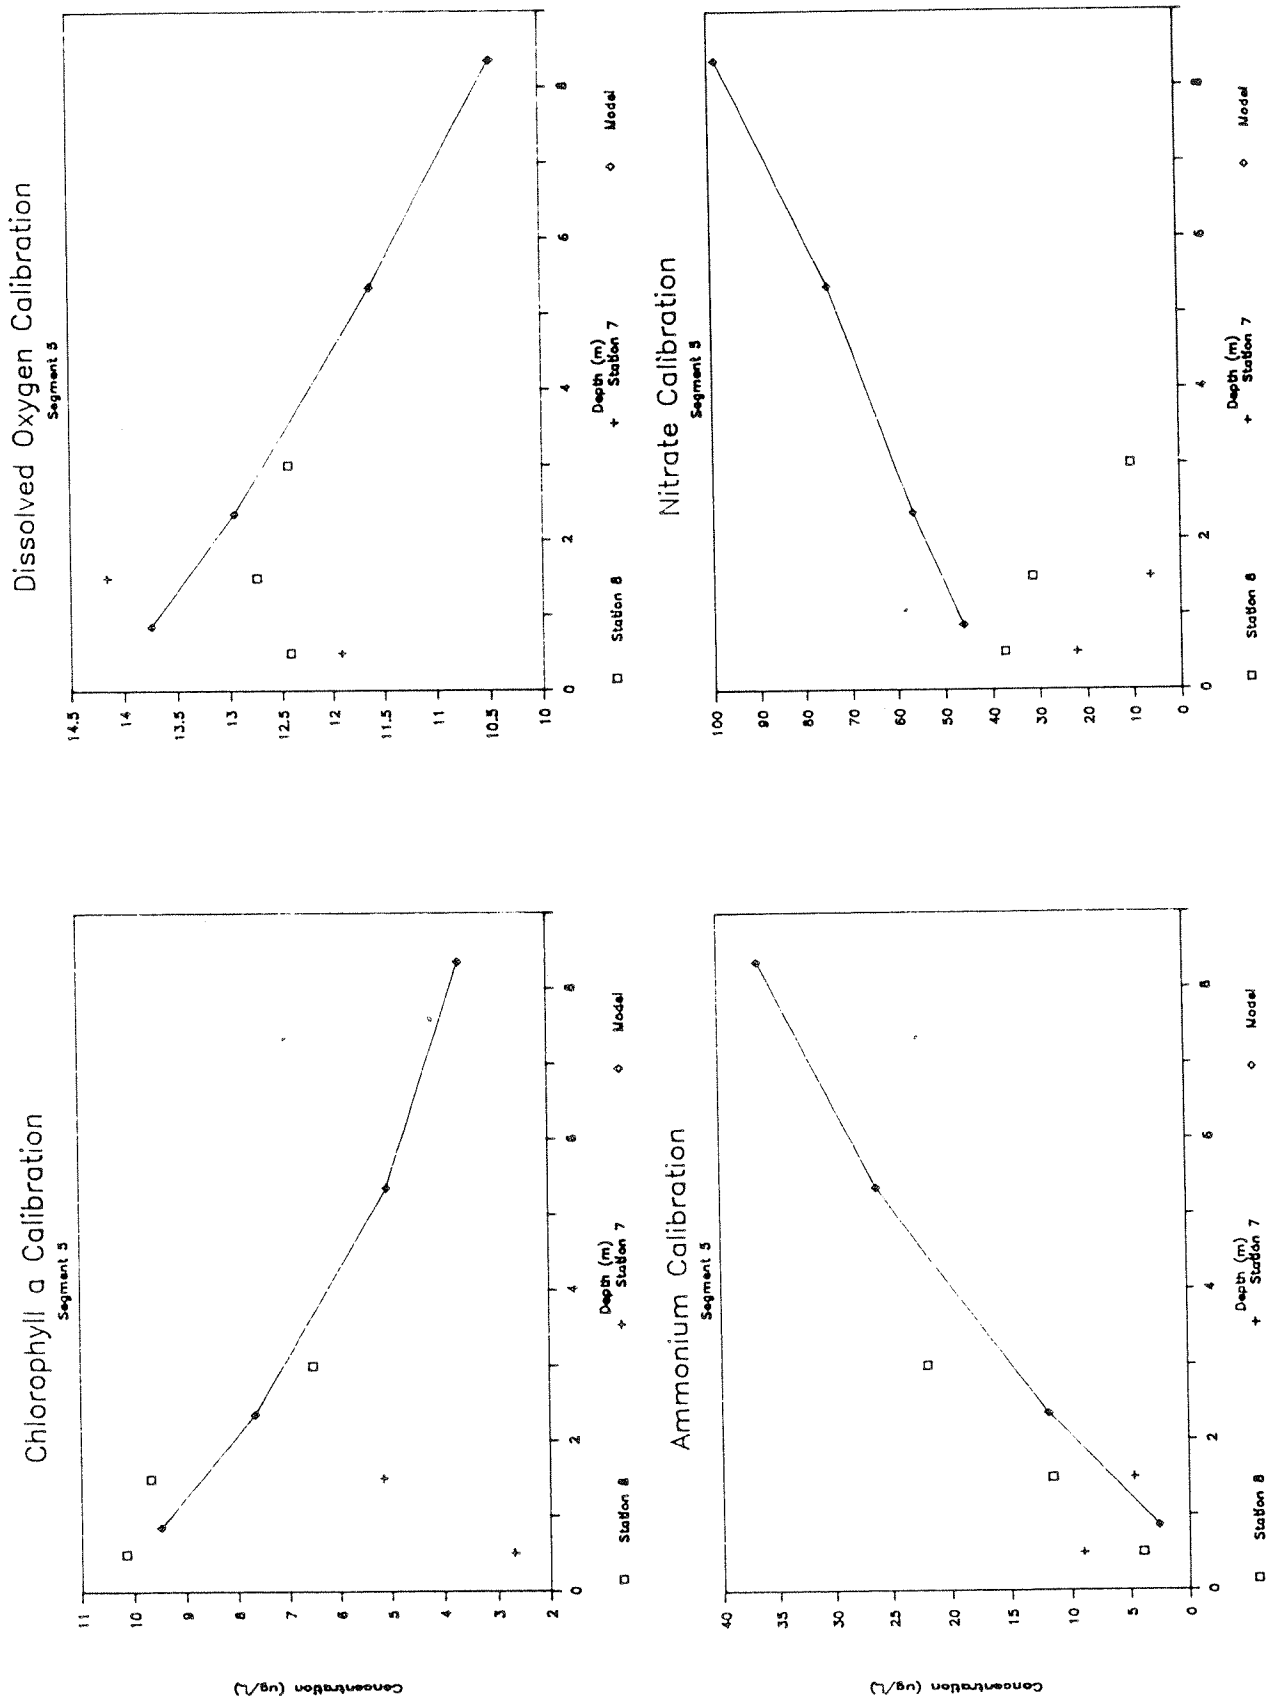 Chlorophyll a Calibration
Segment 5
Concentration (ug/L)
11
10
9
8
7
6
5
4
3
2
0
2
4
6
8
Depth (m)
Station 8
Station 7
Model
Dissolved Oxygen Calibration
Segment 5
14.5
14
13.5
13
12.5
12
11.5
11
10.5
10
0
2
4
6
8
Depth (m)
Station 8
Station 7
Model
Ammonium Calibration
Segment 5
Concentration (ug/L)
40
35
30
25
20
15
10
5
0
0
2
4
6
8
Depth (m)
Station 8
Station 7
Model
Nitrate Calibration
Segment 5
100
90
80
70
60
50
40
30
20
10
0
0
2
4
6
8
Depth (m)
Station 8
Station 7
Model